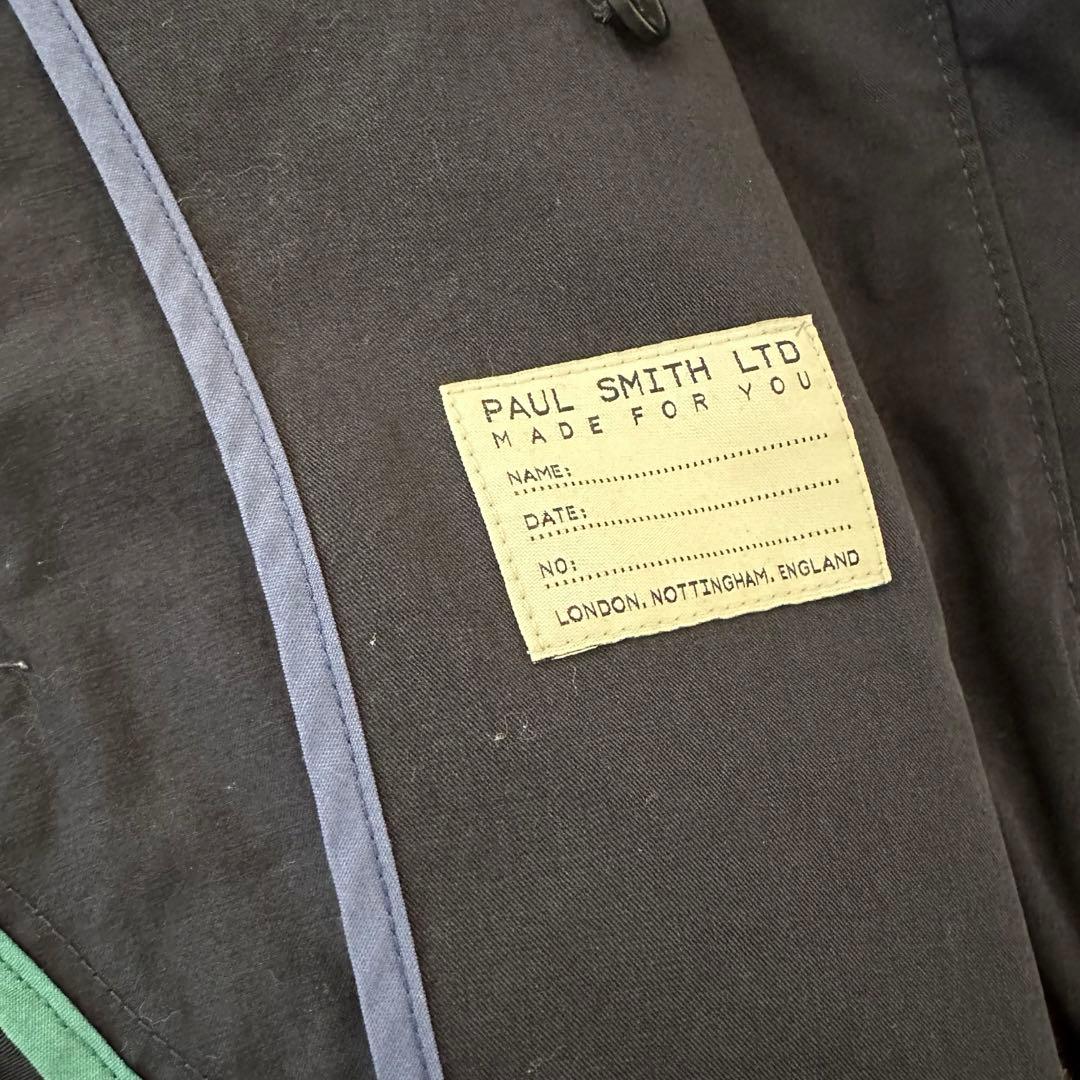 PAUL SMITH LTD
MADE FOR YOU
NAME:
DATE:
NO:
LONDON, NOTTINGHAM, ENGLAND